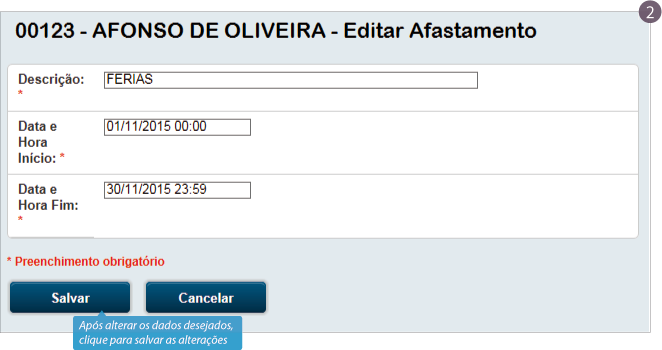 2
00123 - AFONSO DE OLIVEIRA - Editar Afastamento
Descrição: FERIAS
*
Data e 01/11/2015 00:00
Hora
Início: *
Data e 30/11/2015 23:59
Hora Fim:
*
* Preenchimento obrigatório
Salvar Cancelar
Após alterar os dados desejados,
clique para salvar as alterações